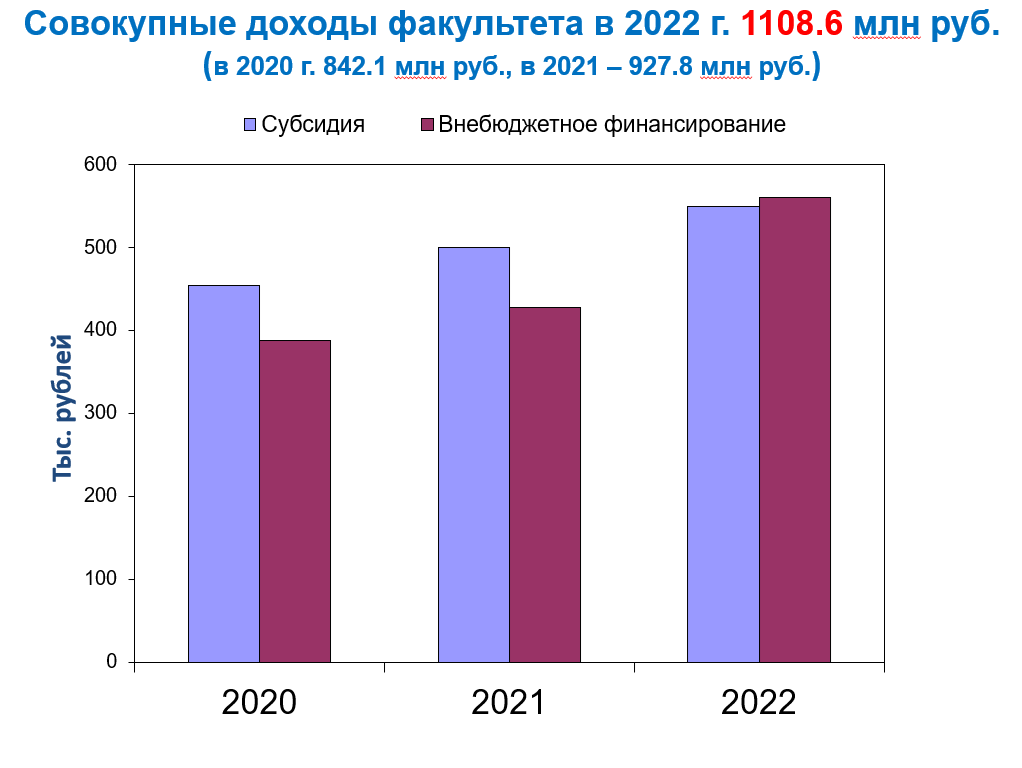 Совокупные доходы факультета в 2022 г. 1108.6 млн руб.
(в 2020 г. 842.1 млн руб., в 2021 – 927.8 млн руб.)
Субсидия
Внебюджетное финансирование
600
500
400
300
200
100
0
Тыс. рублей
2020
2021
2022